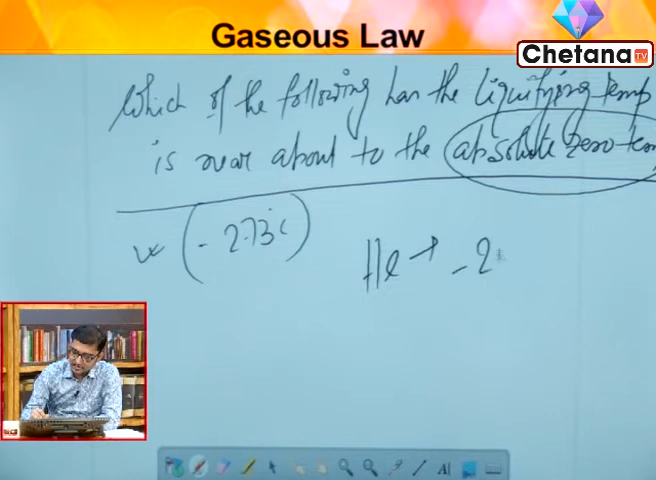 Gaseous Law
Chetana TV
Which of the following has the liquifying temp
is near about to the absolute zero tem
(-273°C)
He → -2